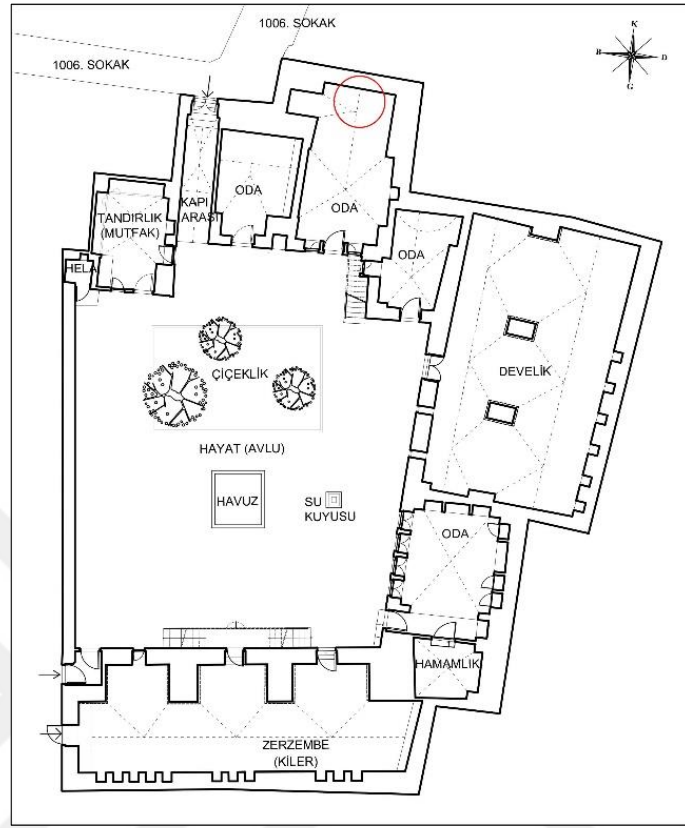 1006. SOKAK
1006. SOKAK
K
B
D
G
ODA
KAPI
ARASI
TANDIRLIK
(MUTFAK)
ODA
HELA
ODA
ÇİÇEKLİK
DEVELİK
HAYAT (AVLU)
HAVUZ
SU
KUYUSU
ODA
HAMAMLIK
ZERZEMBE
(KİLER)